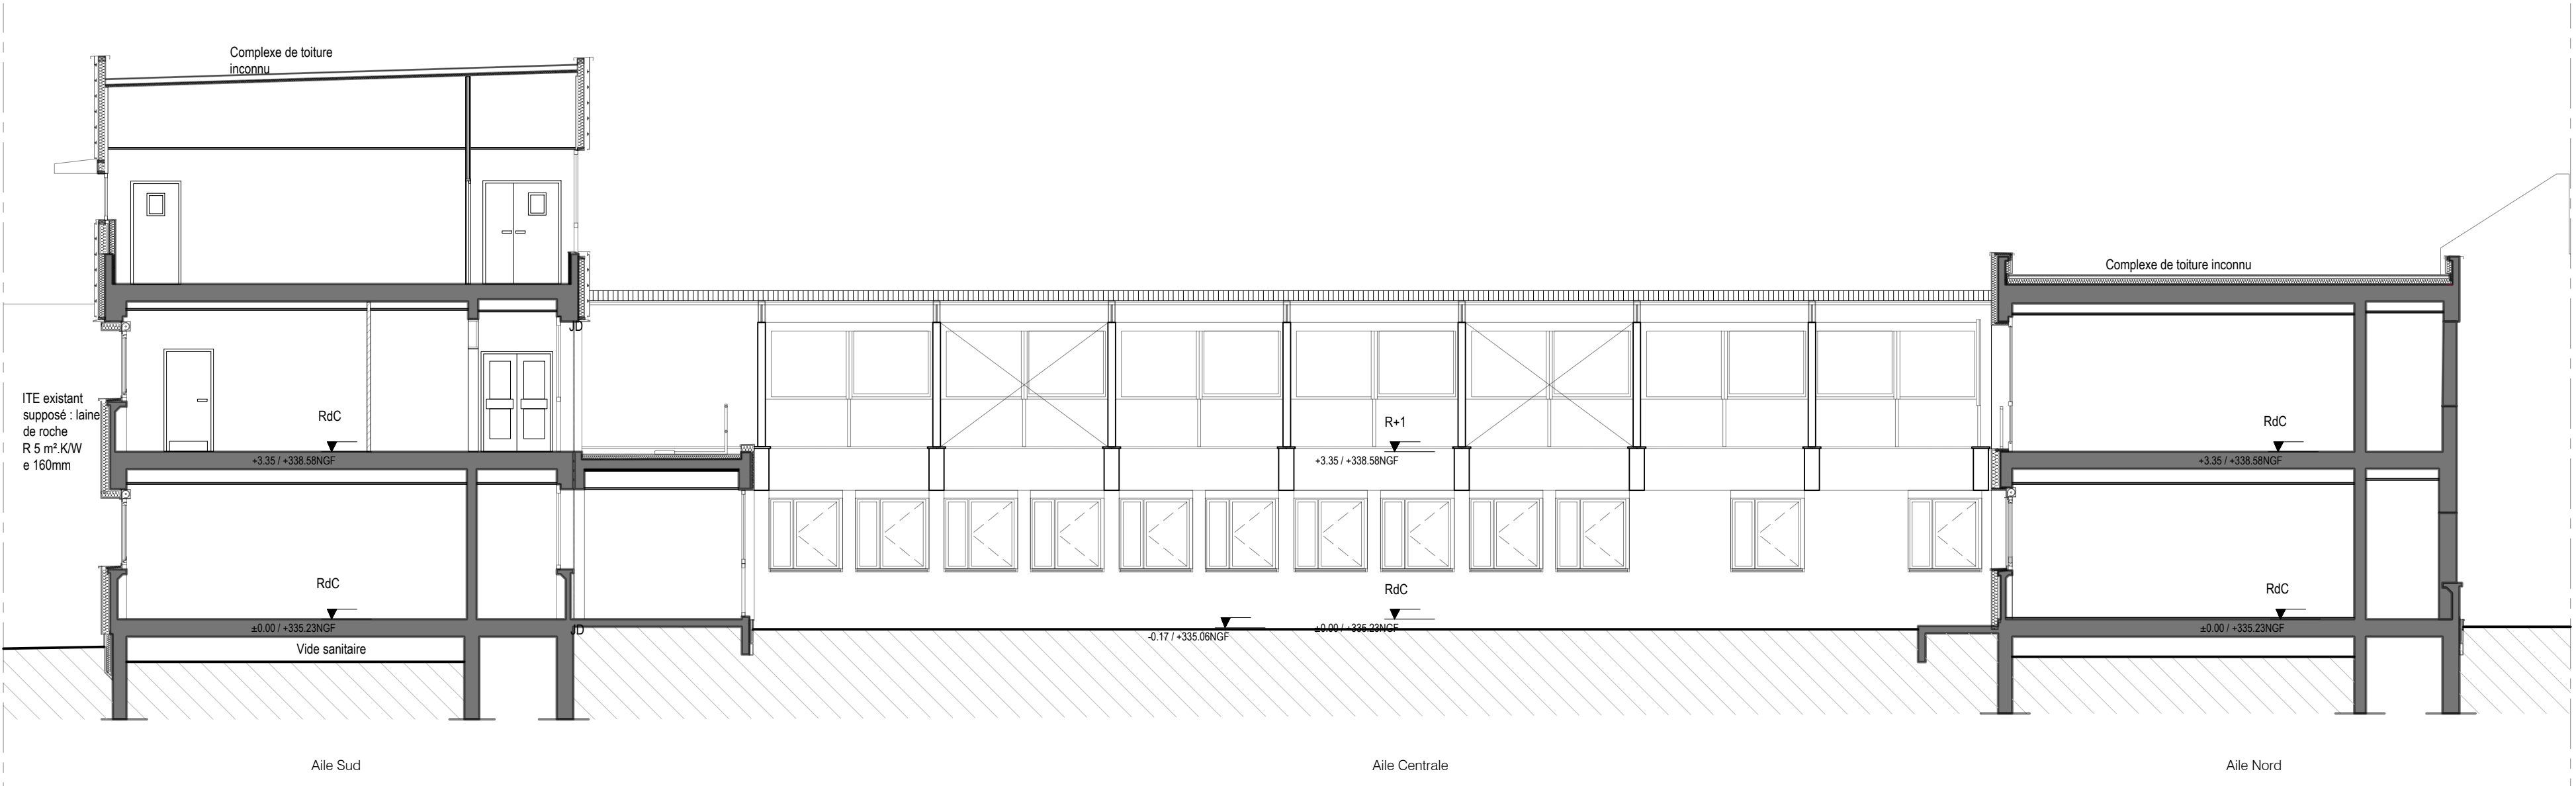 Complexe de toiture
inconnu
Complexe de toiture inconnu
JD
ITE existant
supposé : laine
de roche
R 5 m².K/W
e 160mm
RdC
R+1
RdC
+3.35 / +338.58NGF
+3.35 / +338.58NGF
+3.35 / +338.58NGF
RdC
RdC
RdC
±0.00 / +335.23NGF
JD
-0.17 / +335.06NGF
±0.00 / +335.23NGF
±0.00 / +335.23NGF
Vide sanitaire
Aile Sud
Aile Centrale
Aile Nord